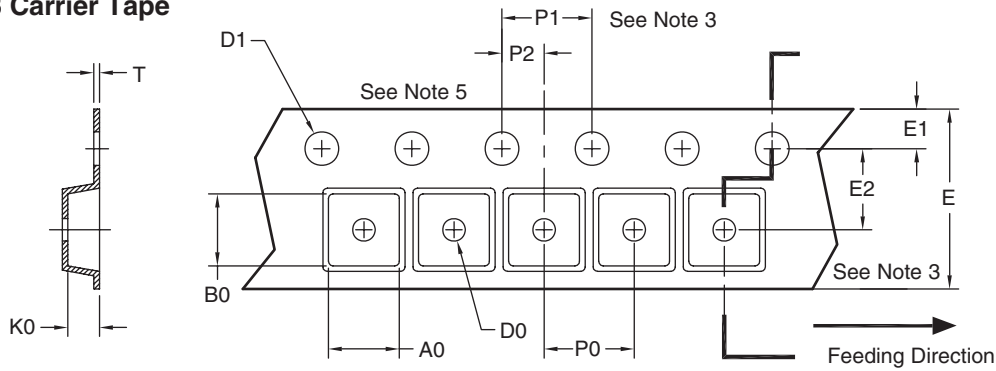 Carrier Tape
P1
See Note 3
D1
P2
T
See Note 5
E1
E2
E
B0
See Note 3
K0
D0
A0
P0
Feeding Direction